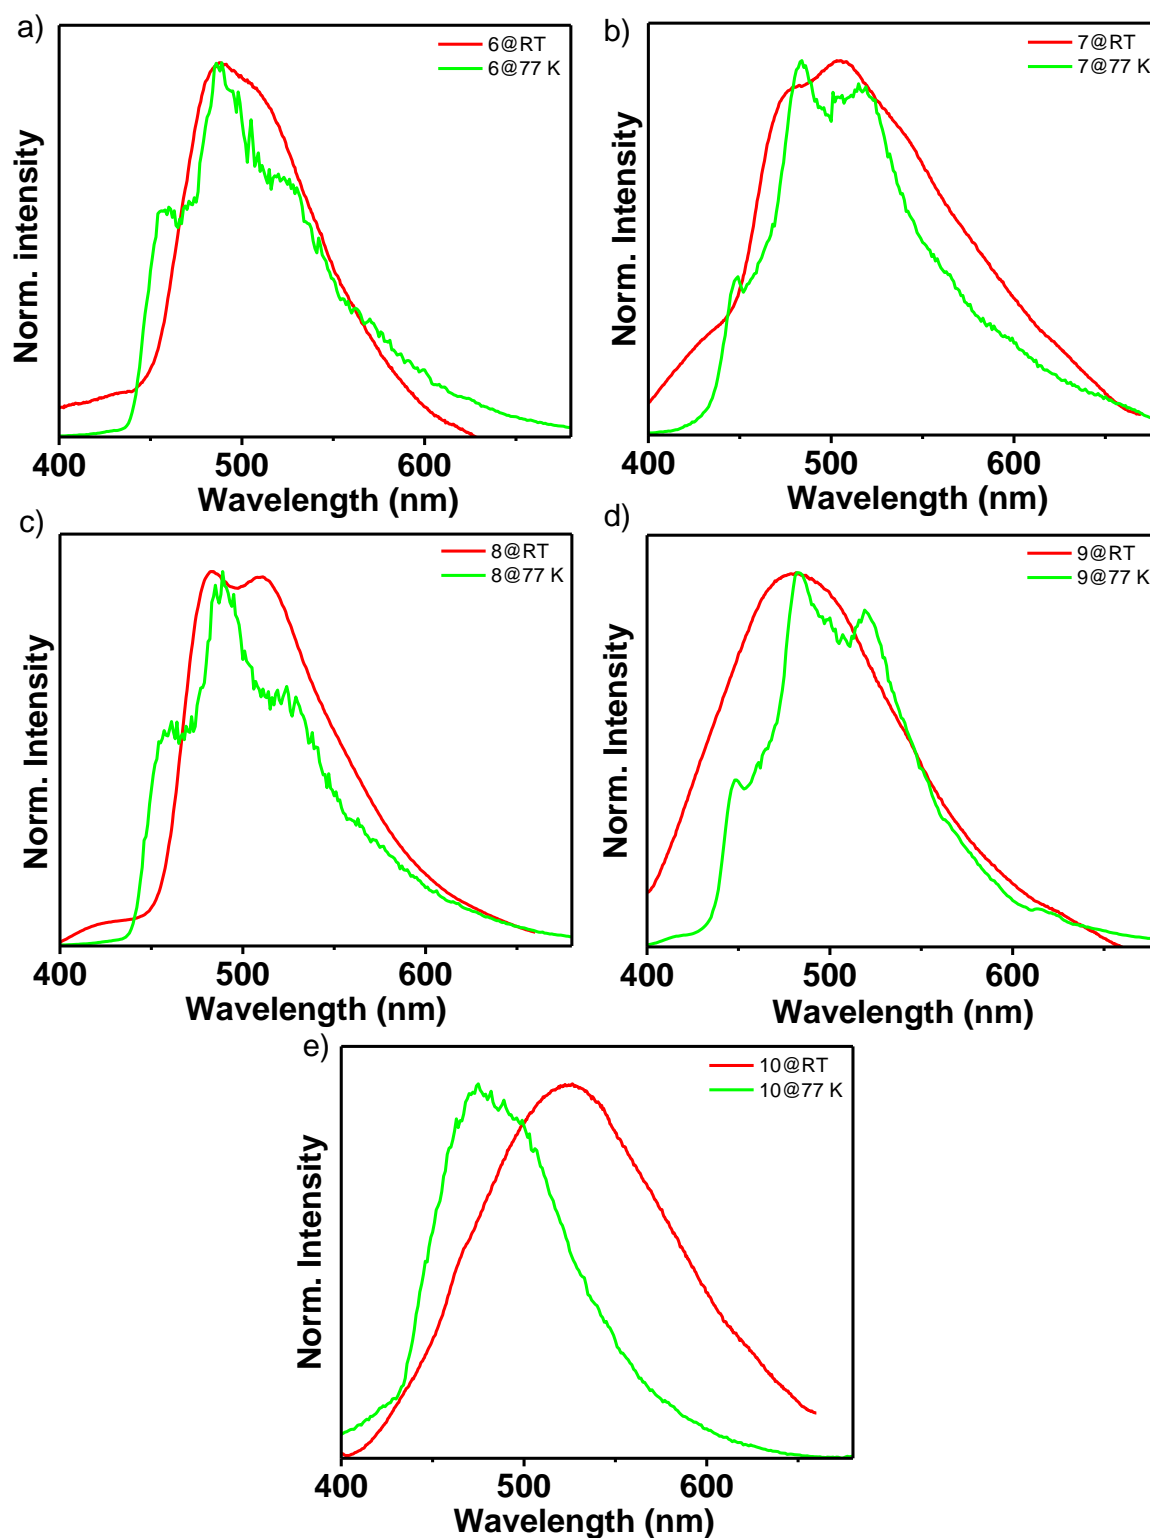 a)
6@RT
6@77 K
Norm. intensity
400 500 600
Wavelength (nm)
b)
7@RT
7@77 K
Norm. Intensity
400 500 600
Wavelength (nm)
c)
8@RT
8@77 K
Norm. Intensity
400 500 600
Wavelength (nm)
d)
9@RT
9@77 K
Norm. Intensity
400 500 600
Wavelength (nm)
e)
10@RT
10@77 K
Norm. Intensity
400 500 600
Wavelength (nm)